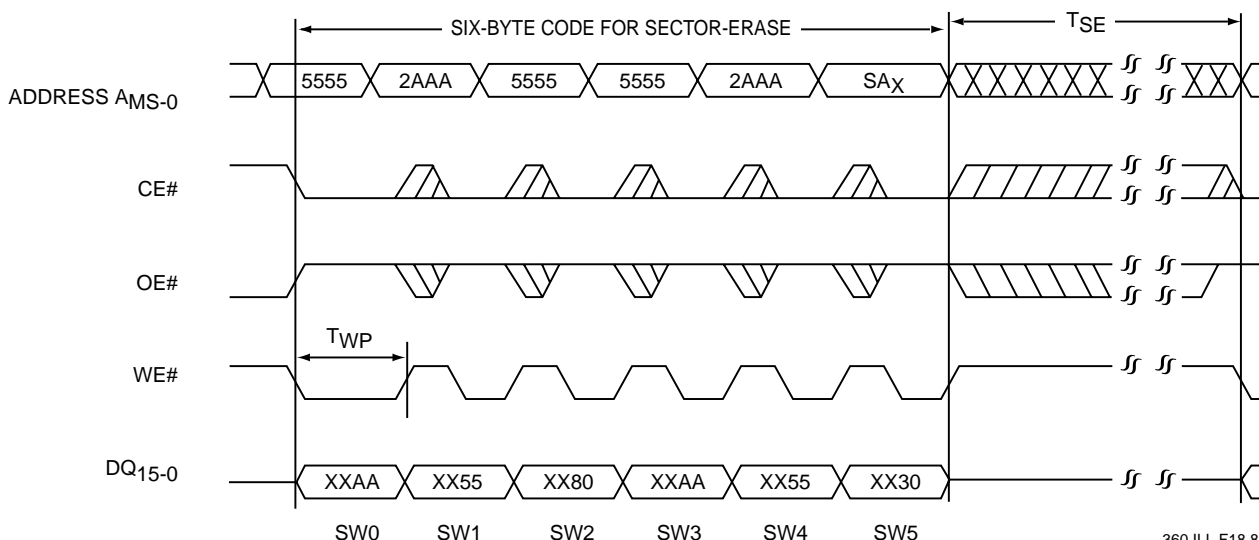 SIX-BYTE CODE FOR SECTOR-ERASE TSE
ADDRESS AMS-0 5555 2AAA 5555 5555 2AAA SAX
CE#
OE#
TWP
WE#
DQ15-0 XXAA XX55 XX80 XXAA XX55 XX30
SW0 SW1 SW2 SW3 SW4 SW5